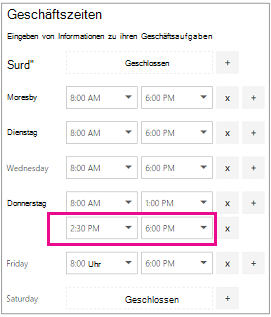 Geschäftszeiten
Eingeben von Informationen zu ihren Geschäftsaufgaben
Surd" Geschlossen +
Moresby 8:00 AM 6:00 PM x +
Dienstag 8:00 AM 6:00 PM x +
Wednesday 8:00 AM 6:00 PM x +
Donnerstag 8:00 AM 1:00 PM x +
2:30 PM 6:00 PM x
Friday 8:00 Uhr 6:00 PM x +
Saturday Geschlossen +